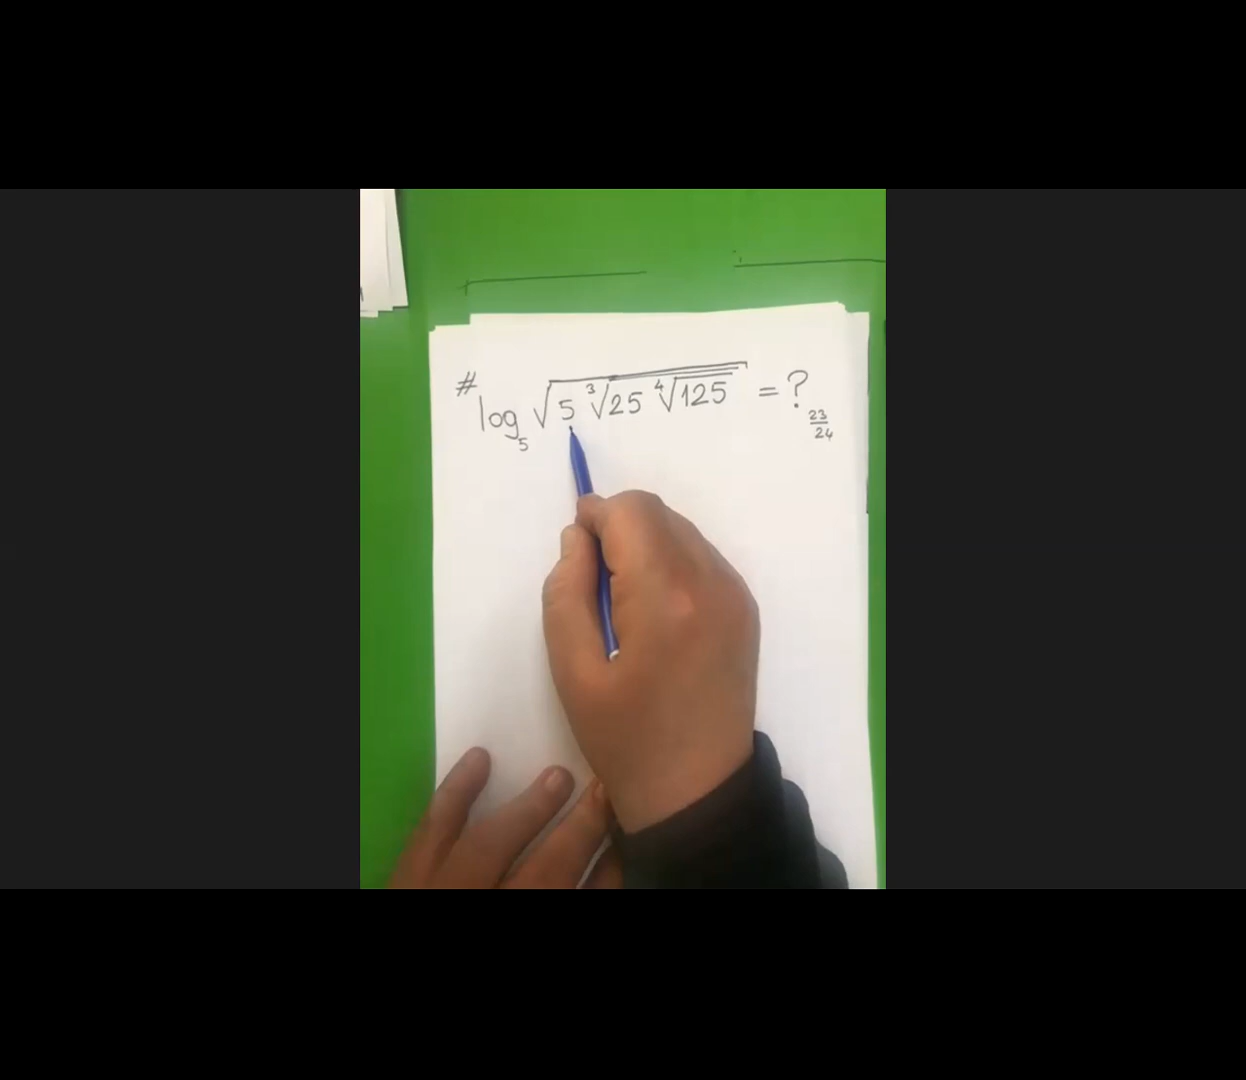 # log₅ √(5 ∛(25 ∜125)) = ?
23/24